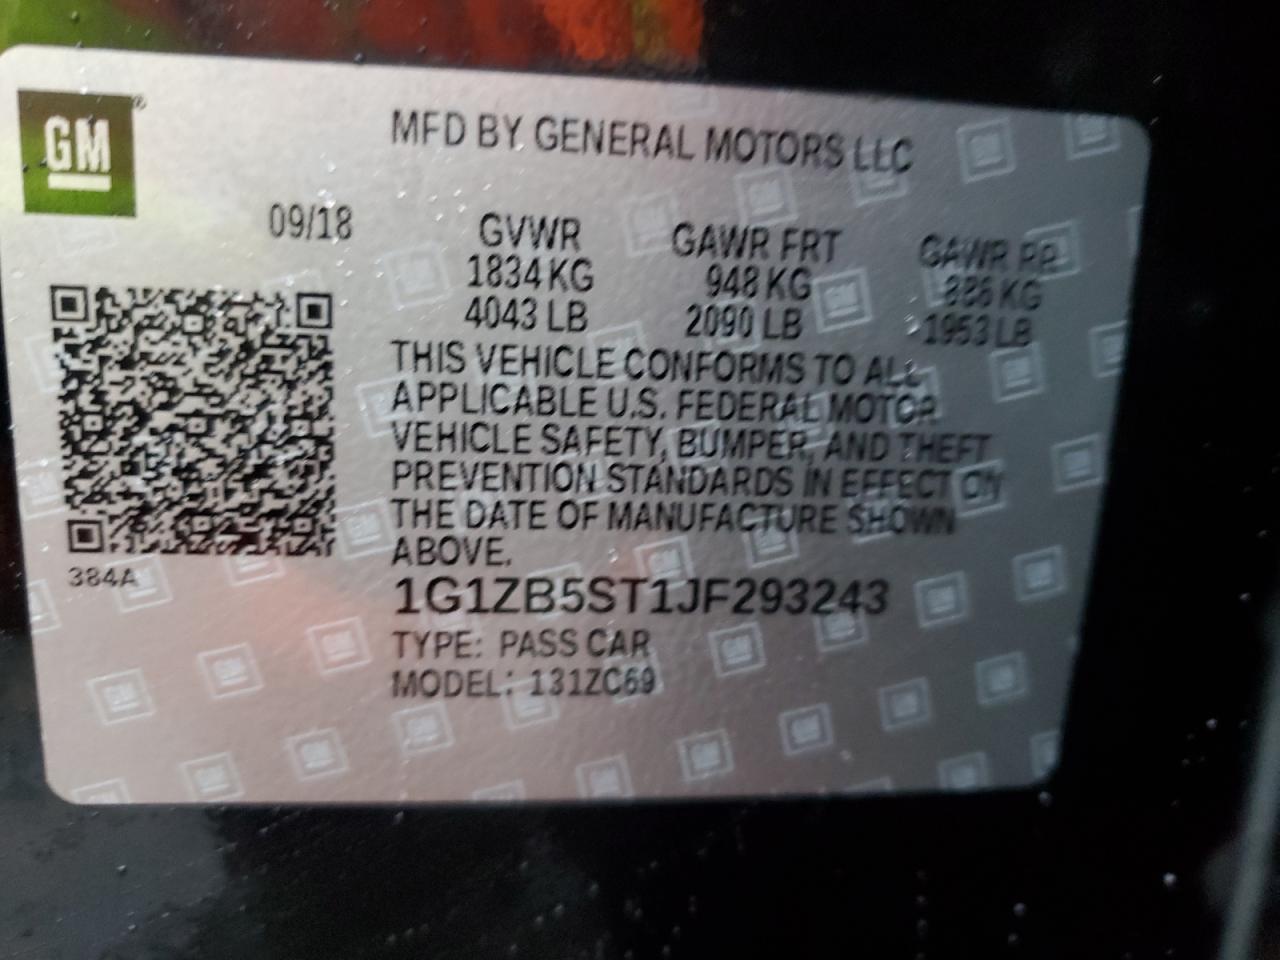 GM
MFD BY GENERAL MOTORS LLC
09/18
GVWR GAWR FRT GAWR RR
1834 KG 948 KG 886 KG
4043 LB 2090 LB 1953 LB
THIS VEHICLE CONFORMS TO ALL
APPLICABLE U.S. FEDERAL MOTOR
VEHICLE SAFETY, BUMPER, AND THEFT
PREVENTION STANDARDS IN EFFECT ON
THE DATE OF MANUFACTURE SHOWN
ABOVE.
384A
1G1ZB5ST1JF293243
TYPE: PASS CAR
MODEL: 131ZC69